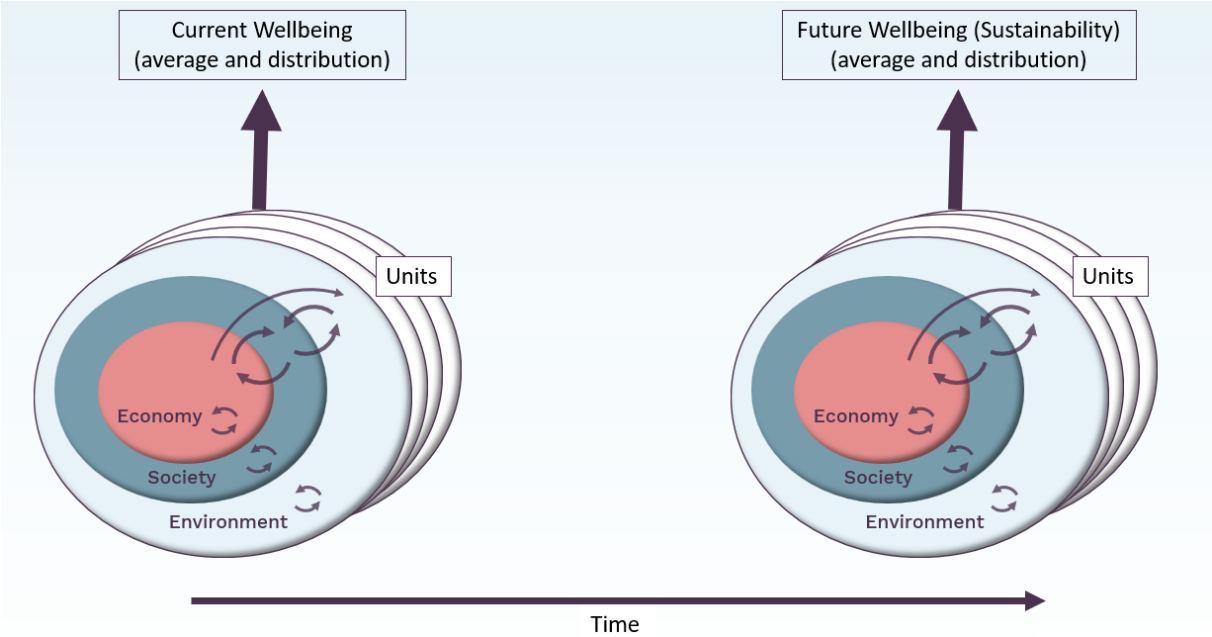 Current Wellbeing
(average and distribution)
Future Wellbeing (Sustainability)
(average and distribution)
Units
Economy
Society
Environment
Units
Economy
Society
Environment
Time